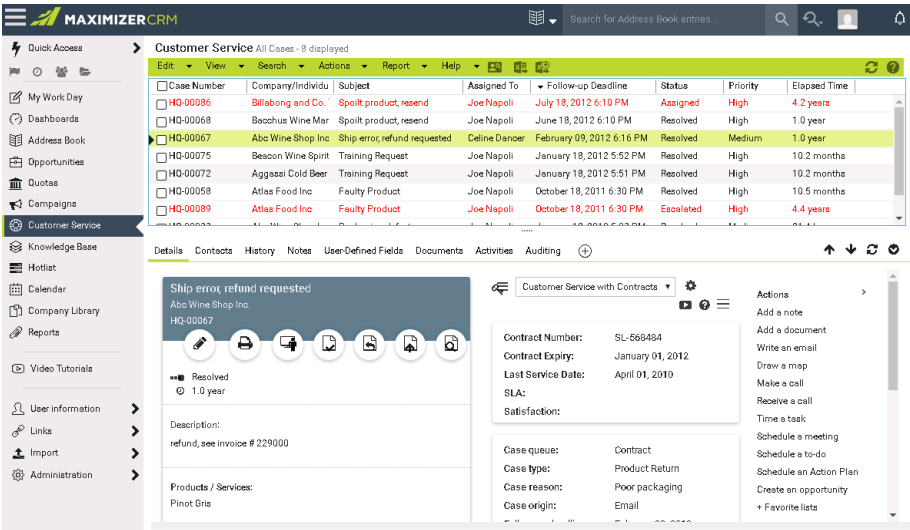 MAXIMIZER CRM
Search for Address Book entries...
Quick Access
My Work Day
Dashboards
Address Book
Opportunities
Quotas
Campaigns
Customer Service
Knowledge Base
Hotlist
Calendar
Company Library
Reports
Video Tutorials
User information
Links
Import
Administration
Customer Service All Cases - 8 displayed
Edit View Search Actions Report Help
Case Number Company/Individu Subject Assigned To Follow-up Deadline Status Priority Elapsed Time
HQ-00086 Billabong and Co. Spoilt product, resend Joe Napoli July 18, 2012 6:10 PM Assigned High 4.2 years
HQ-00068 Bacchus Wine Mar Spoilt product, resend Joe Napoli June 18, 2012 6:10 PM Resolved High 1.0 year
HQ-00067 Abc Wine Shop Inc Ship error, refund requested Celine Dancer February 09, 2012 6:16 PM Resolved Medium 1.0 year
HQ-00075 Beacon Wine Spirit Training Request Joe Napoli January 18, 2012 5:52 PM Resolved High 10.2 months
HQ-00072 Aggassi Cold Beer Training Request Joe Napoli January 18, 2012 5:51 PM Resolved High 10.2 months
HQ-00058 Atlas Food Inc Faulty Product Joe Napoli October 18, 2011 6:30 PM Resolved High 10.5 months
HQ-00089 Atlas Food Inc Faulty Product Joe Napoli October 18, 2011 6:30 PM Escalated High 4.4 years
Details Contacts History Notes User-Defined Fields Documents Activities Auditing
Ship error, refund requested
Abc Wine Shop Inc.
HQ-00067
Resolved
1.0 year
Description:
refund, see invoice # 229000
Products / Services:
Pinot Gris
Customer Service with Contracts
Contract Number: SL-568484
Contract Expiry: January 01, 2012
Last Service Date: April 01, 2010
SLA:
Satisfaction:
Case queue: Contract
Case type: Product Return
Case reason: Poor packaging
Case origin: Email
Actions
Add a note
Add a document
Write an email
Draw a map
Make a call
Receive a call
Time a task
Schedule a meeting
Schedule a to-do
Schedule an Action Plan
Create an opportunity
+ Favorite lists